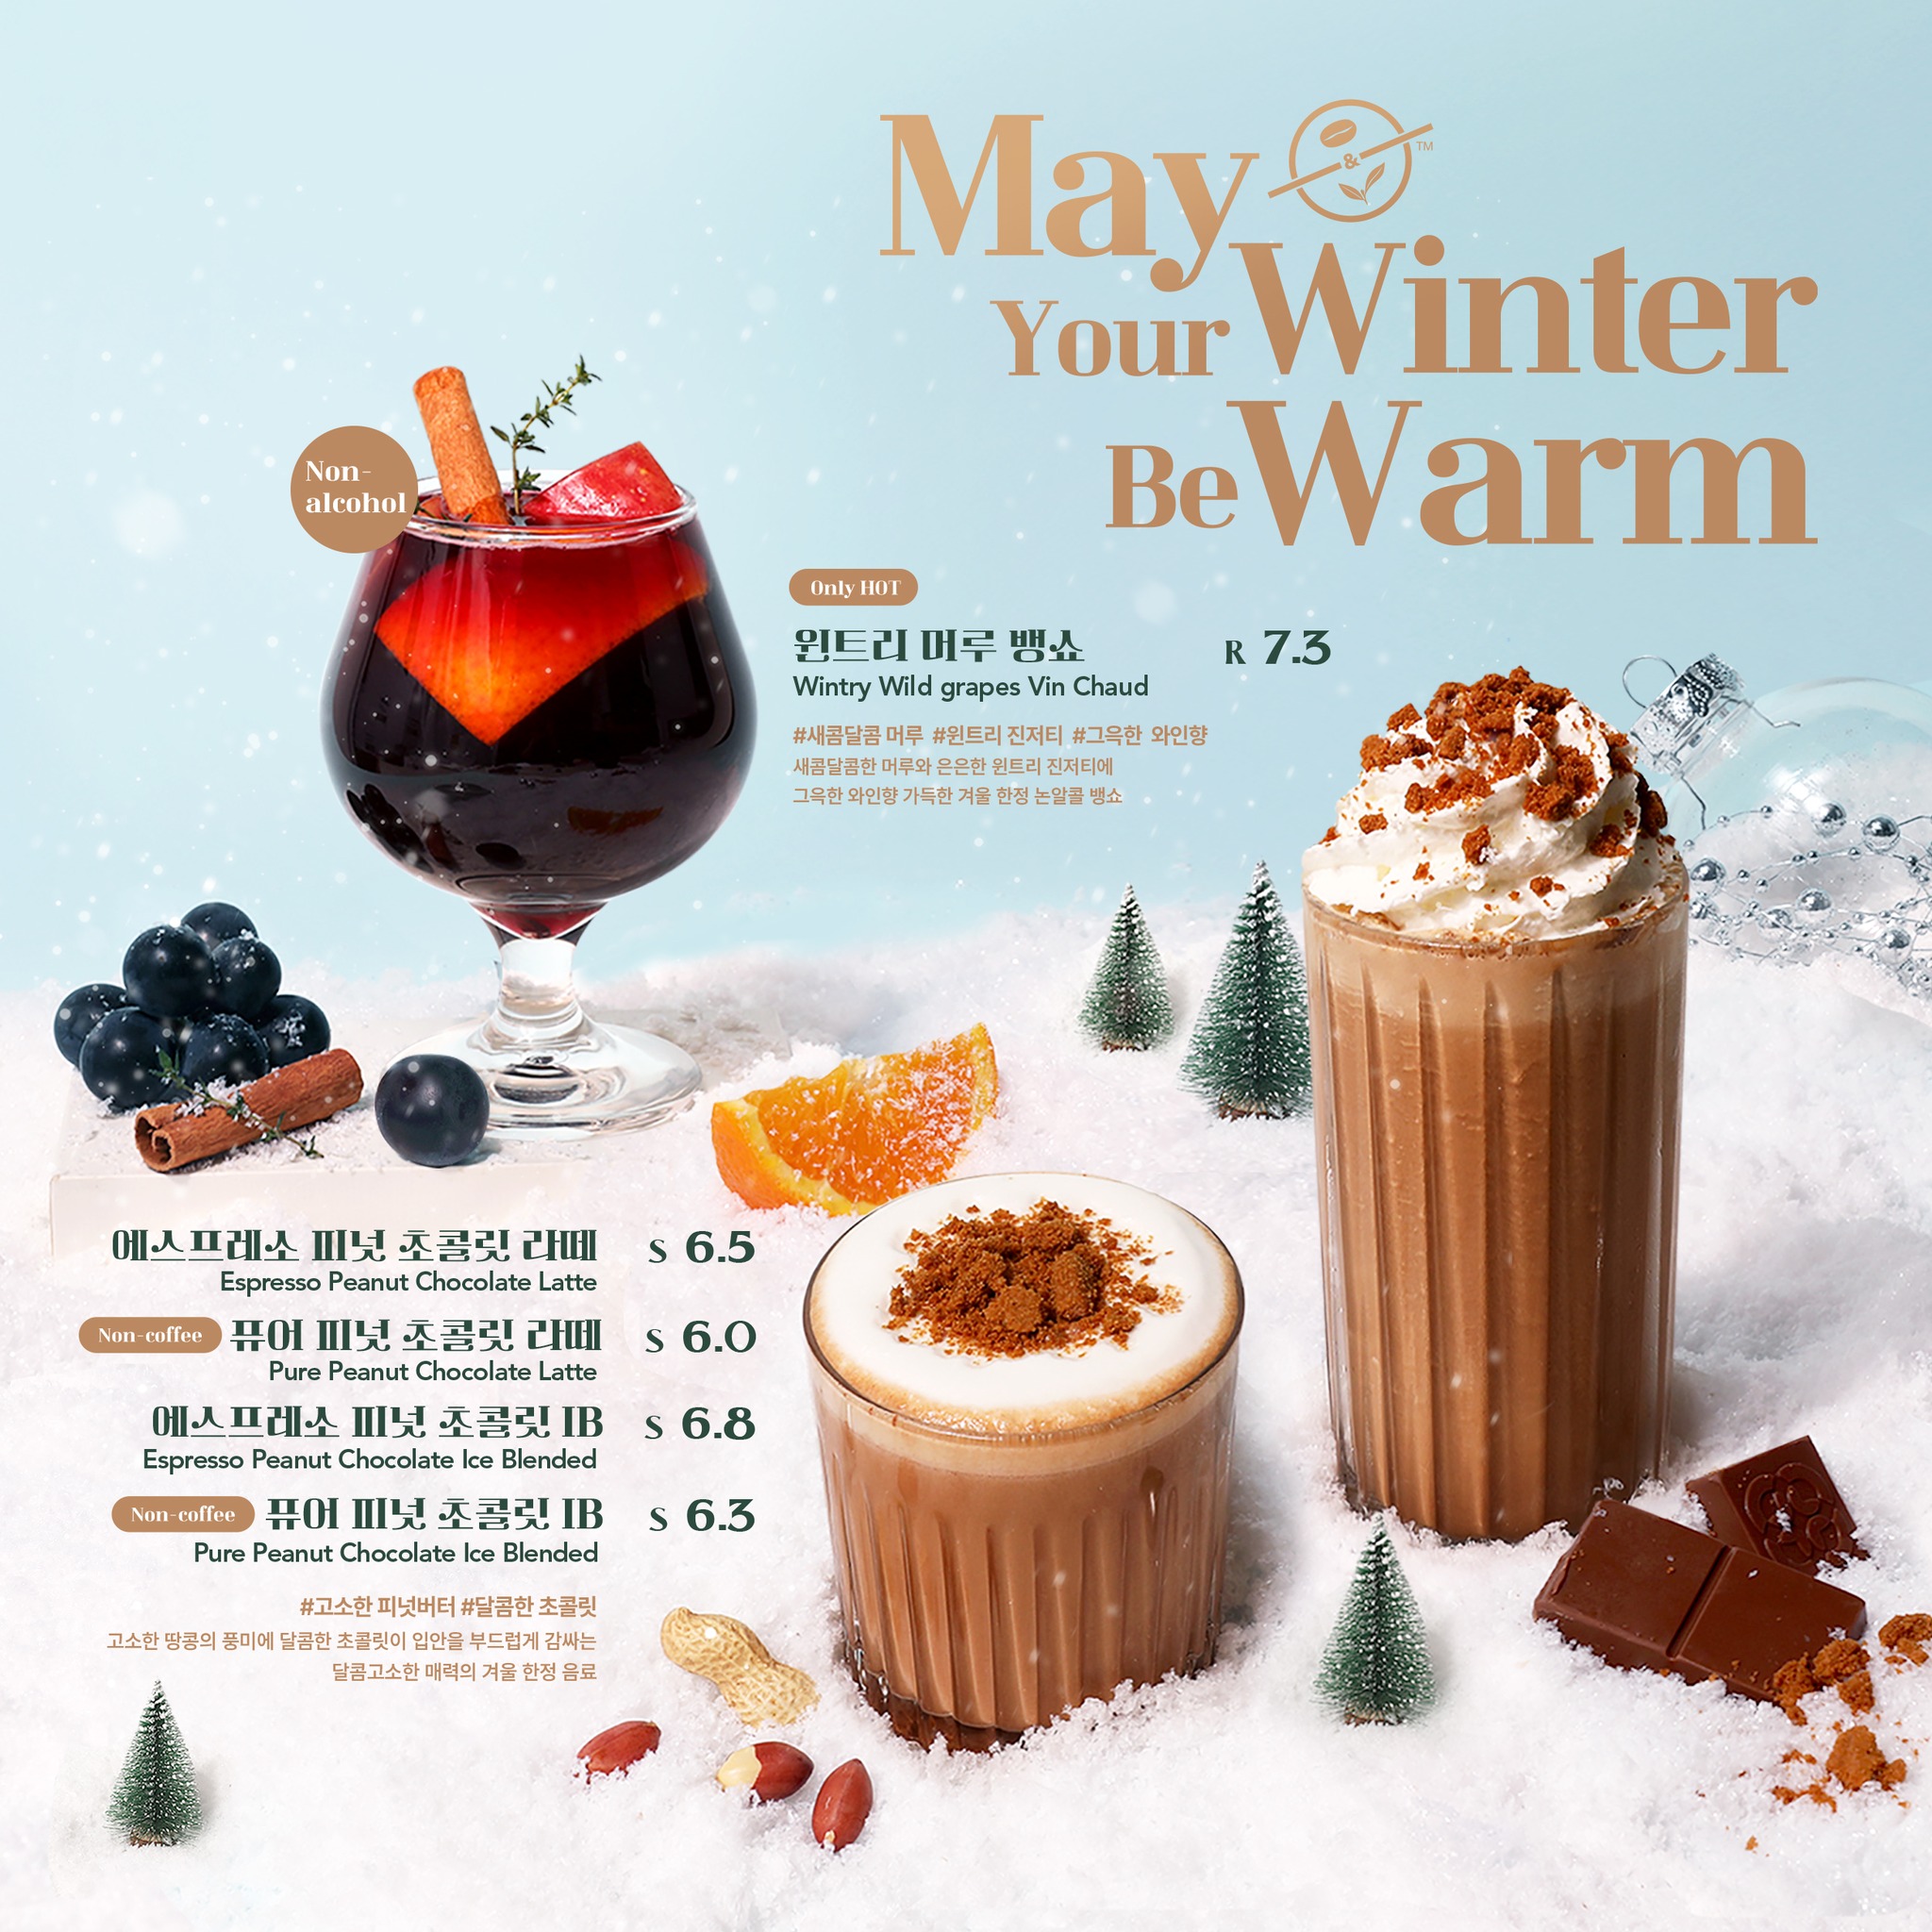 May & TM
Your Winter
Be Warm
Non-
alcohol
Only HOT
윈트리 머루 뱅쇼 R 7.3
Wintry Wild grapes Vin Chaud
#새콤달콤 머루 #윈트리 진저티 #그윽한 와인향
새콤달콤한 머루와 은은한 윈트리 진저티에
그윽한 와인향 가득한 겨울 한정 논알콜 뱅쇼
에스프레소 피넛 초콜릿 라떼 S 6.5
Espresso Peanut Chocolate Latte
Non-coffee 퓨어 피넛 초콜릿 라떼 S 6.0
Pure Peanut Chocolate Latte
에스프레소 피넛 초콜릿 IB S 6.8
Espresso Peanut Chocolate Ice Blended
Non-coffee 퓨어 피넛 초콜릿 IB S 6.3
Pure Peanut Chocolate Ice Blended
#고소한 피넛버터 #달콤한 초콜릿
고소한 땅콩의 풍미에 달콤한 초콜릿이 입안을 부드럽게 감싸는
달콤고소한 매력의 겨울 한정 음료